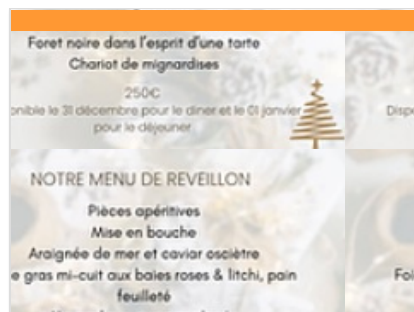 Foret noire dans l'esprit d'une tarte
Chariot de mignardises
250€
onible le 31 décembre pour le diner et le 01 janvier
pour le déjeuner
Disp
NOTRE MENU DE REVEILLON
Pièces apéritives
Mise en bouche
Araignée de mer et caviar osciètre
e gras mi-cuit aux baies roses & litchi, pain
feuilleté
Foi